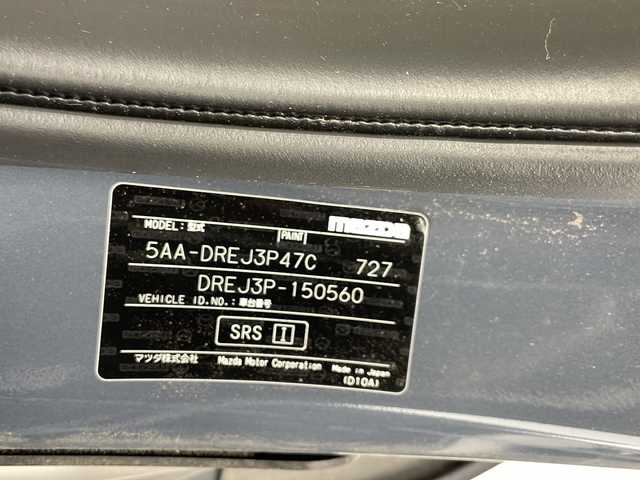 mazda
MODEL: 型式 PAINT
5AA-DREJ3P47C 727
DREJ3P-150560
VEHICLE ID.NO.: 車台番号
SRS I
マツダ株式会社 Mazda Motor Corporation Made in Japan
(D10A)